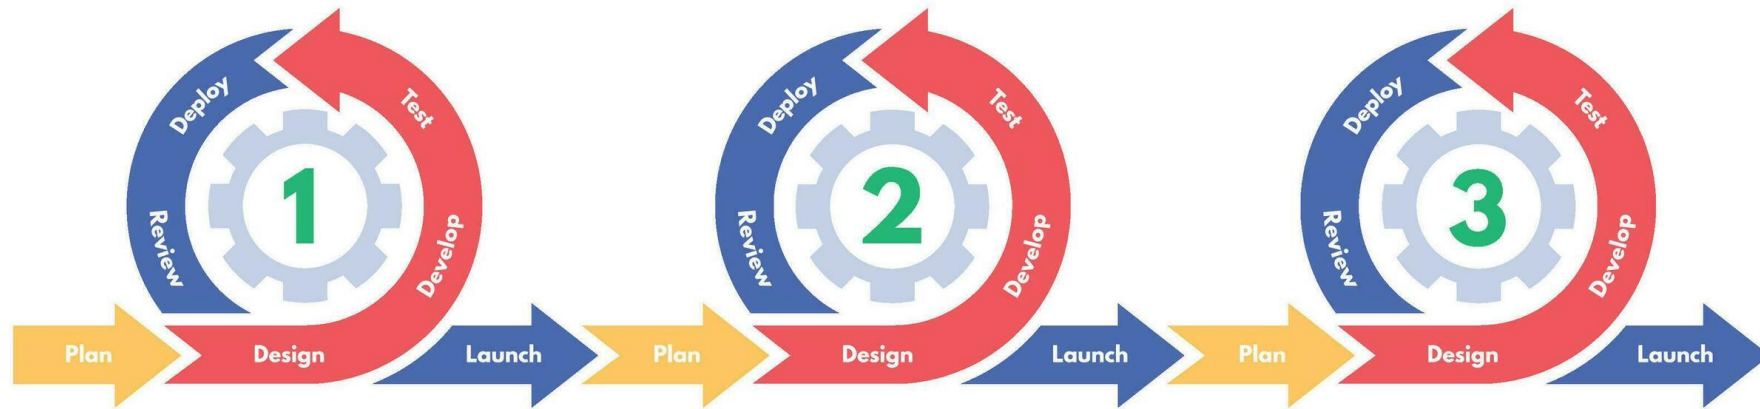 Plan
Design
Develop
Test
Deploy
Review
1
Launch
Plan
Design
Develop
Test
Deploy
Review
2
Launch
Plan
Design
Develop
Test
Deploy
Review
3
Launch